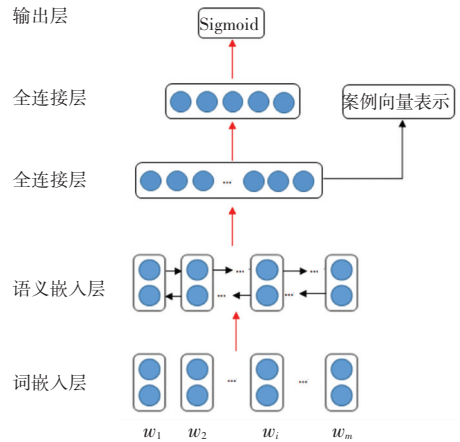 输出层
Sigmoid
全连接层
案例向量表示
全连接层
...
语义嵌入层
... ...
... ...
词嵌入层
... ...
w1 w2 wi wm